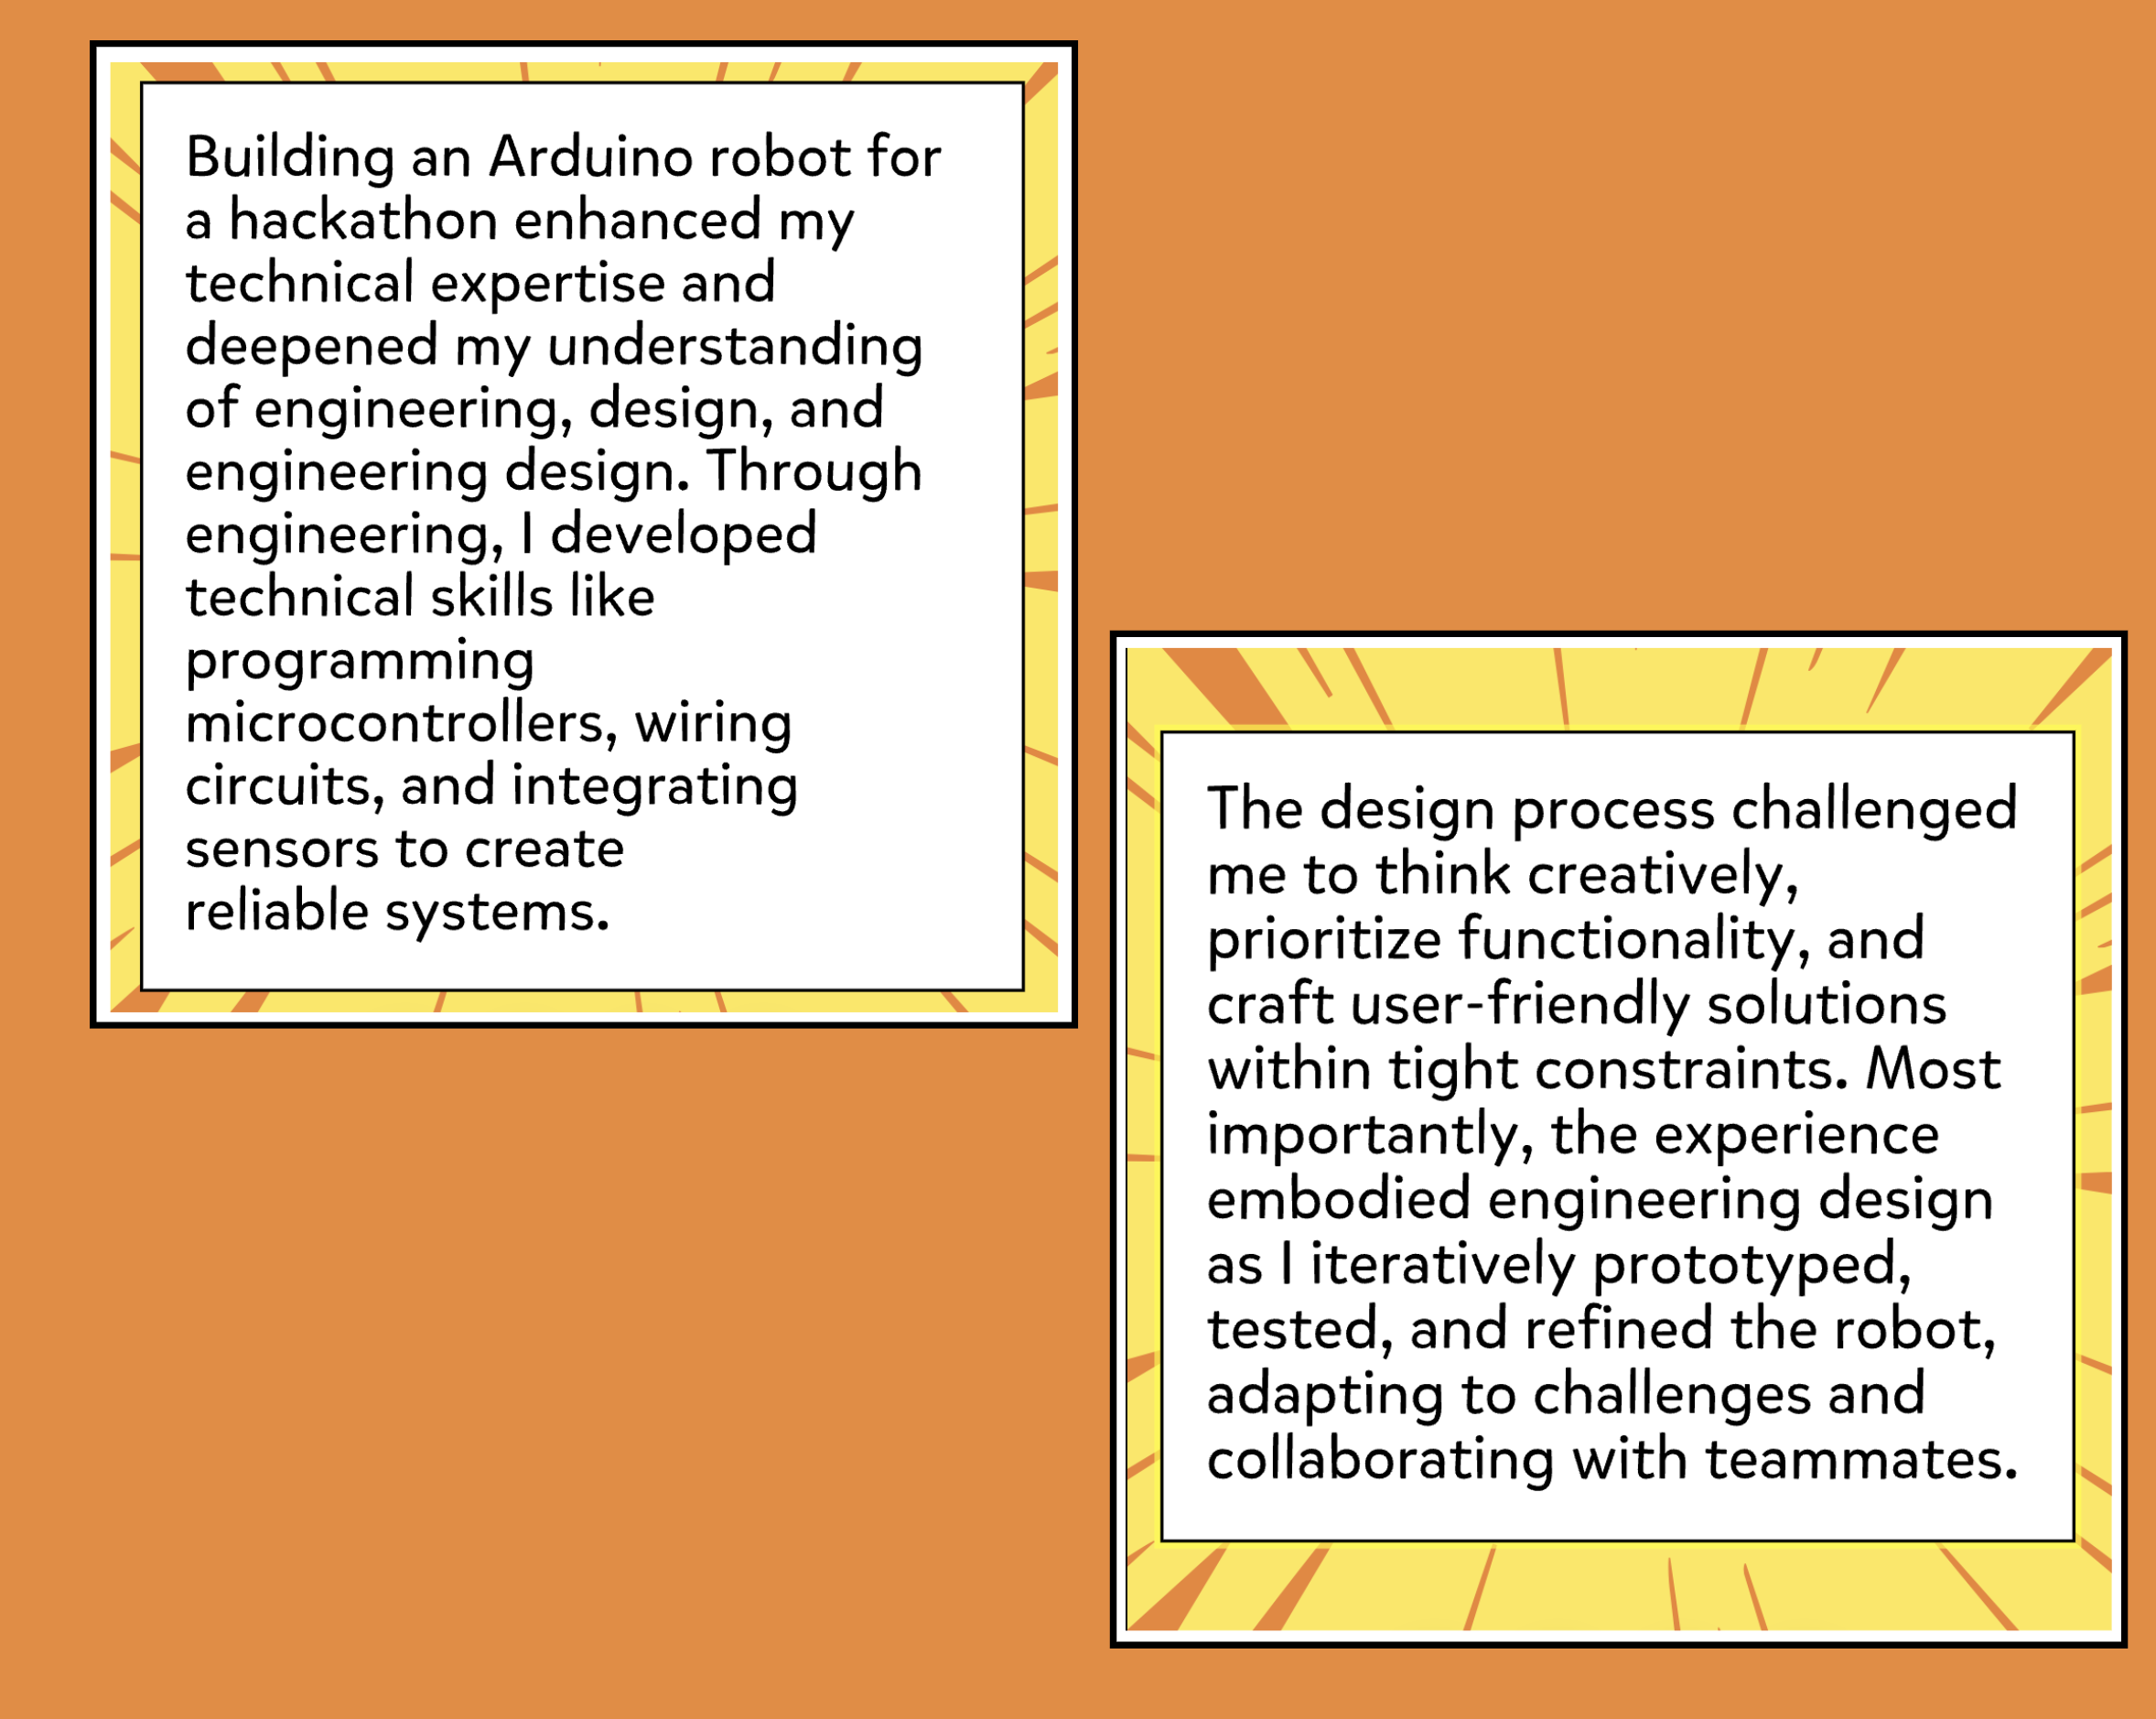 Building an Arduino robot for
a hackathon enhanced my
technical expertise and
deepened my understanding
of engineering, design, and
engineering design. Through
engineering, I developed
technical skills like
programming
microcontrollers, wiring
circuits, and integrating
sensors to create
reliable systems.
The design process challenged
me to think creatively,
prioritize functionality, and
craft user-friendly solutions
within tight constraints. Most
importantly, the experience
embodied engineering design
as I iteratively prototyped,
tested, and refined the robot,
adapting to challenges and
collaborating with teammates.